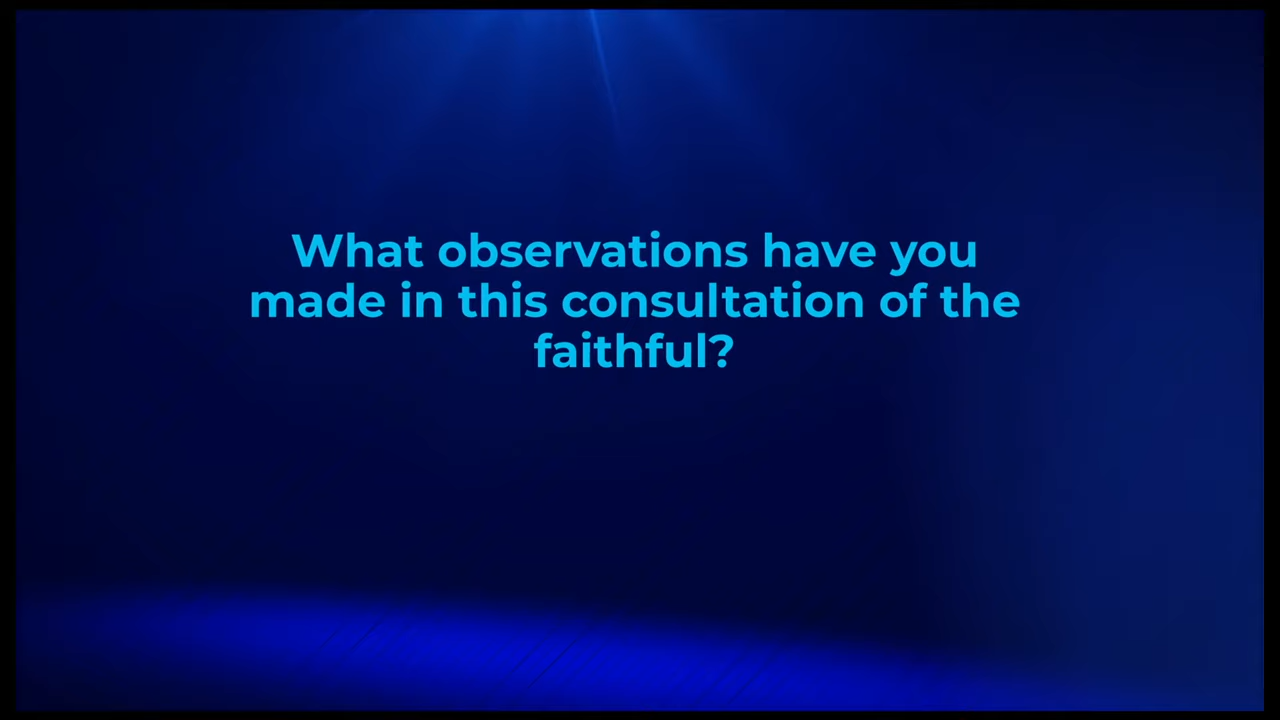 What observations have you
made in this consultation of the
faithful?